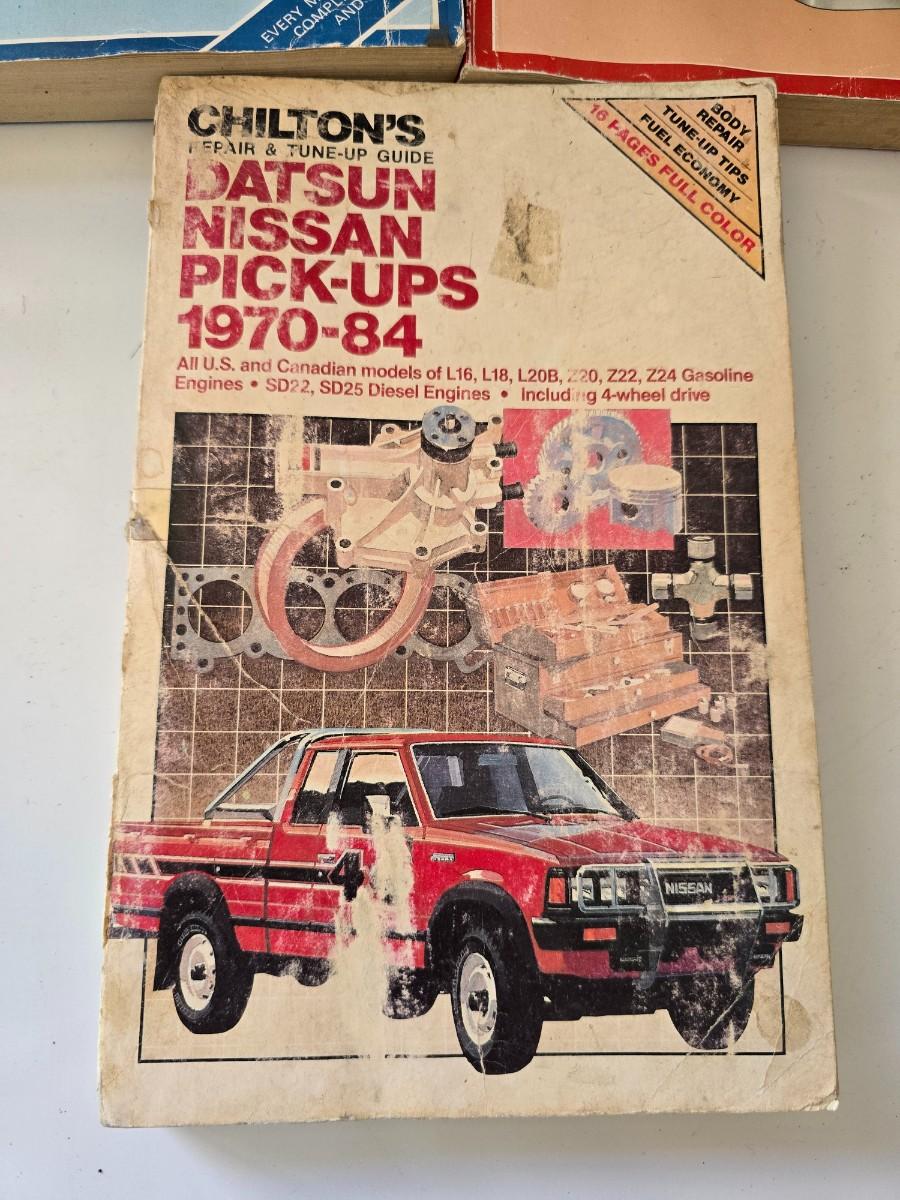 EVERY
COMPL
AND
CHILTON'S
REPAIR & TUNE-UP GUIDE
DATSUN
NISSAN
PICK-UPS
1970-84
BODY
REPAIR
TUNE-UP TIPS
FUEL ECONOMY
16 PAGES FULL COLOR
All U.S. and Canadian models of L16, L18, L20B, Z20, Z22, Z24 Gasoline
Engines • SD22, SD25 Diesel Engines • Including 4-wheel drive
4
NISSAN